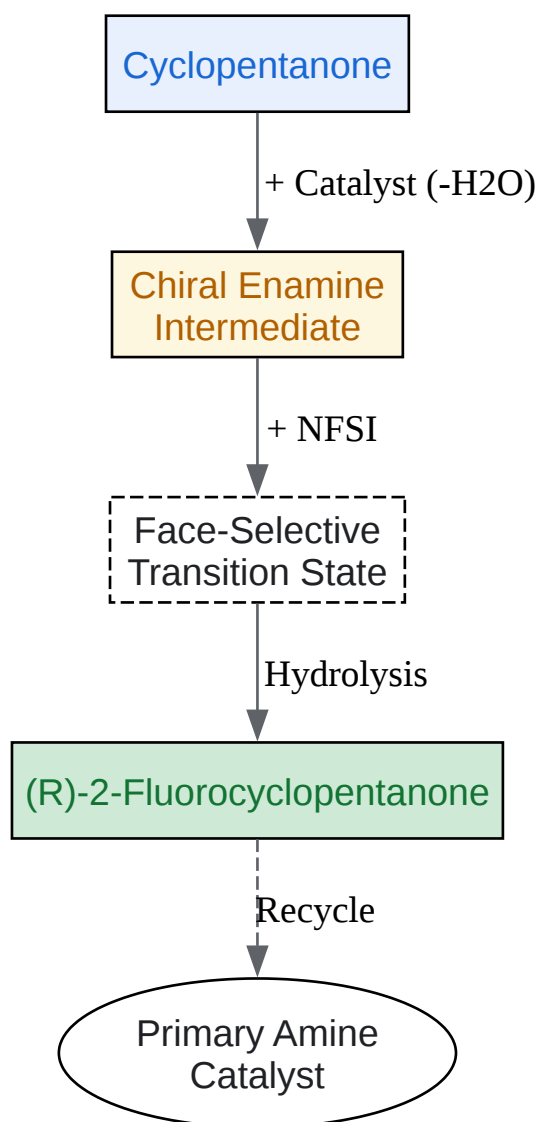 Cyclopentanone
+ Catalyst (-H2O)
Chiral Enamine
Intermediate
+ NFSI
Face-Selective
Transition State
Hydrolysis
(R)-2-Fluorocyclopentanone
Recycle
Primary Amine
Catalyst